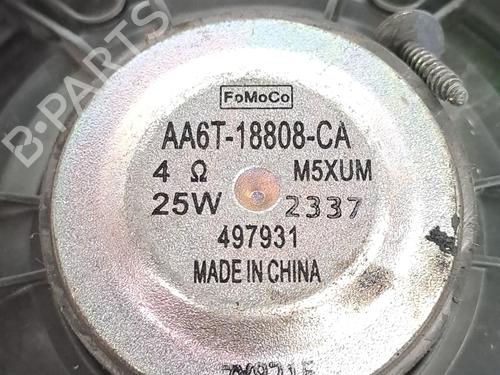 B-PARTS
FoMoCo
AA6T-18808-CA
4 Ω M5XUM
25W 2337
497931
MADE IN CHINA